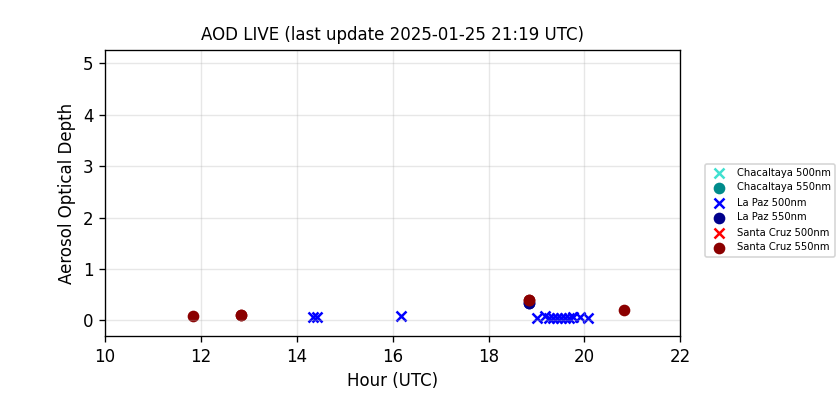 AOD LIVE (last update 2025-01-25 21:19 UTC)
Aerosol Optical Depth
5
4
3
2
1
0
10 12 14 16 18 20 22
Hour (UTC)
Chacaltaya 500nm
Chacaltaya 550nm
La Paz 500nm
La Paz 550nm
Santa Cruz 500nm
Santa Cruz 550nm